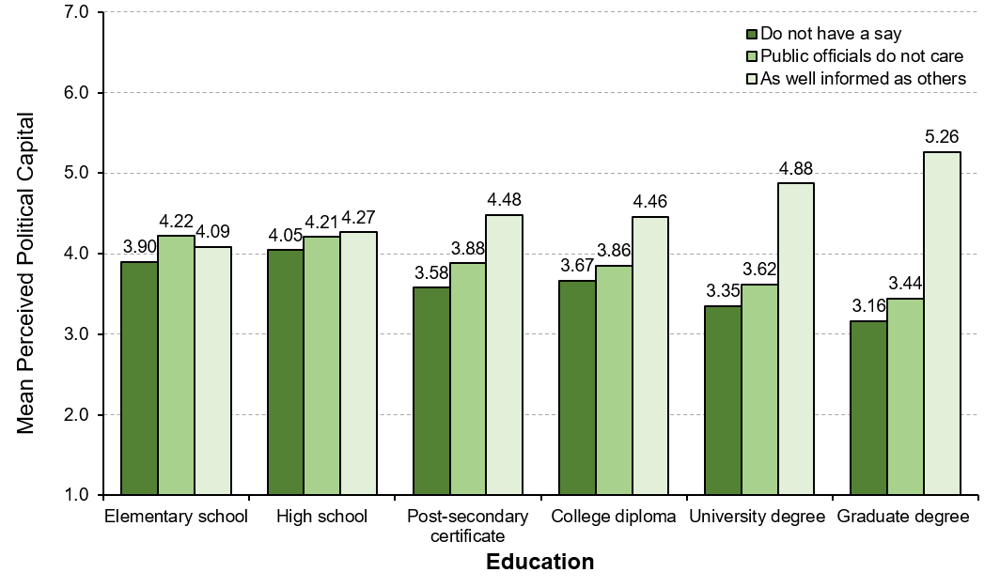 7.0
6.0
5.0
4.0
3.0
2.0
1.0
Mean Perceived Political Capital
Do not have a say
Public officials do not care
As well informed as others
3.90 4.22 4.09
4.05 4.21 4.27
3.58 3.88 4.48
3.67 3.86 4.46
3.35 3.62 4.88
3.16 3.44 5.26
Elementary school
High school
Post-secondary
certificate
College diploma
University degree
Graduate degree
Education